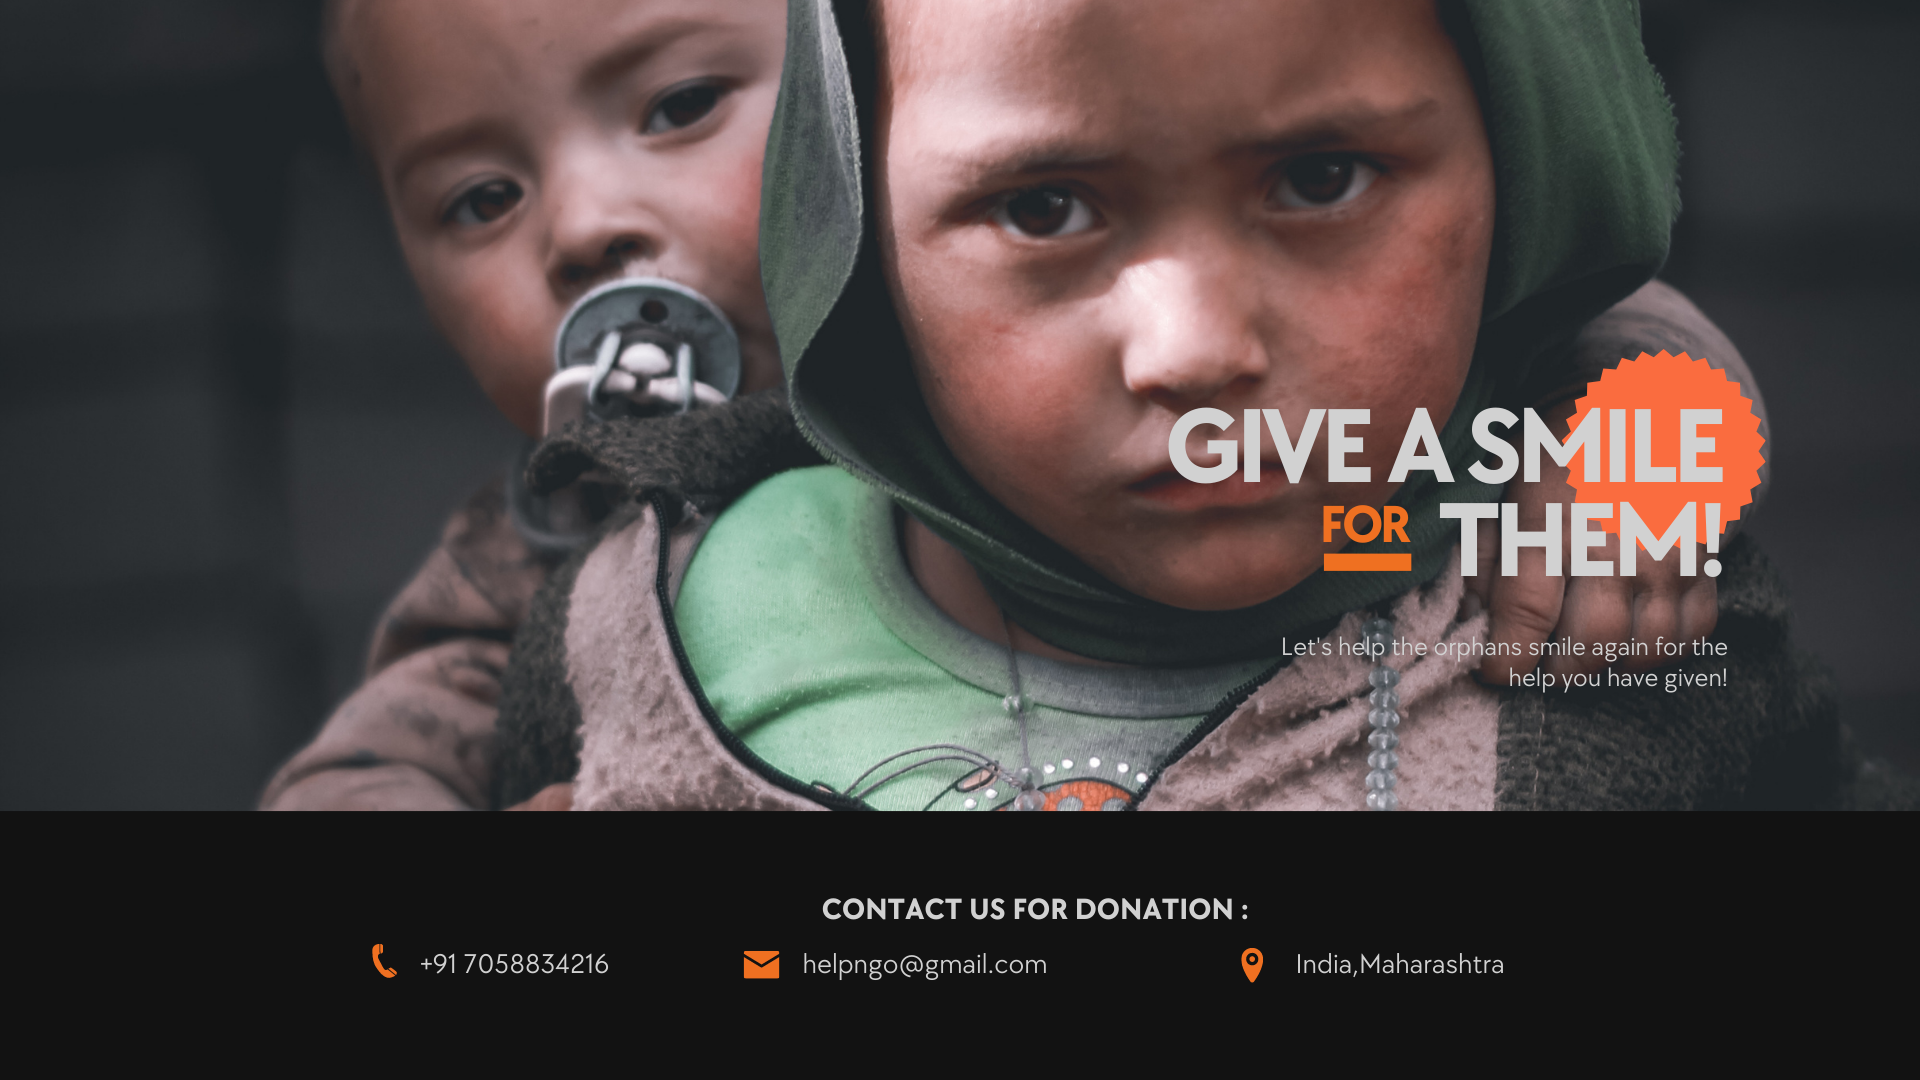 GIVE A SMILE
FOR THEM!
Let's help the orphans smile again for the
help you have given!
CONTACT US FOR DONATION :
+91 7058834216
helpngo@gmail.com
India,Maharashtra